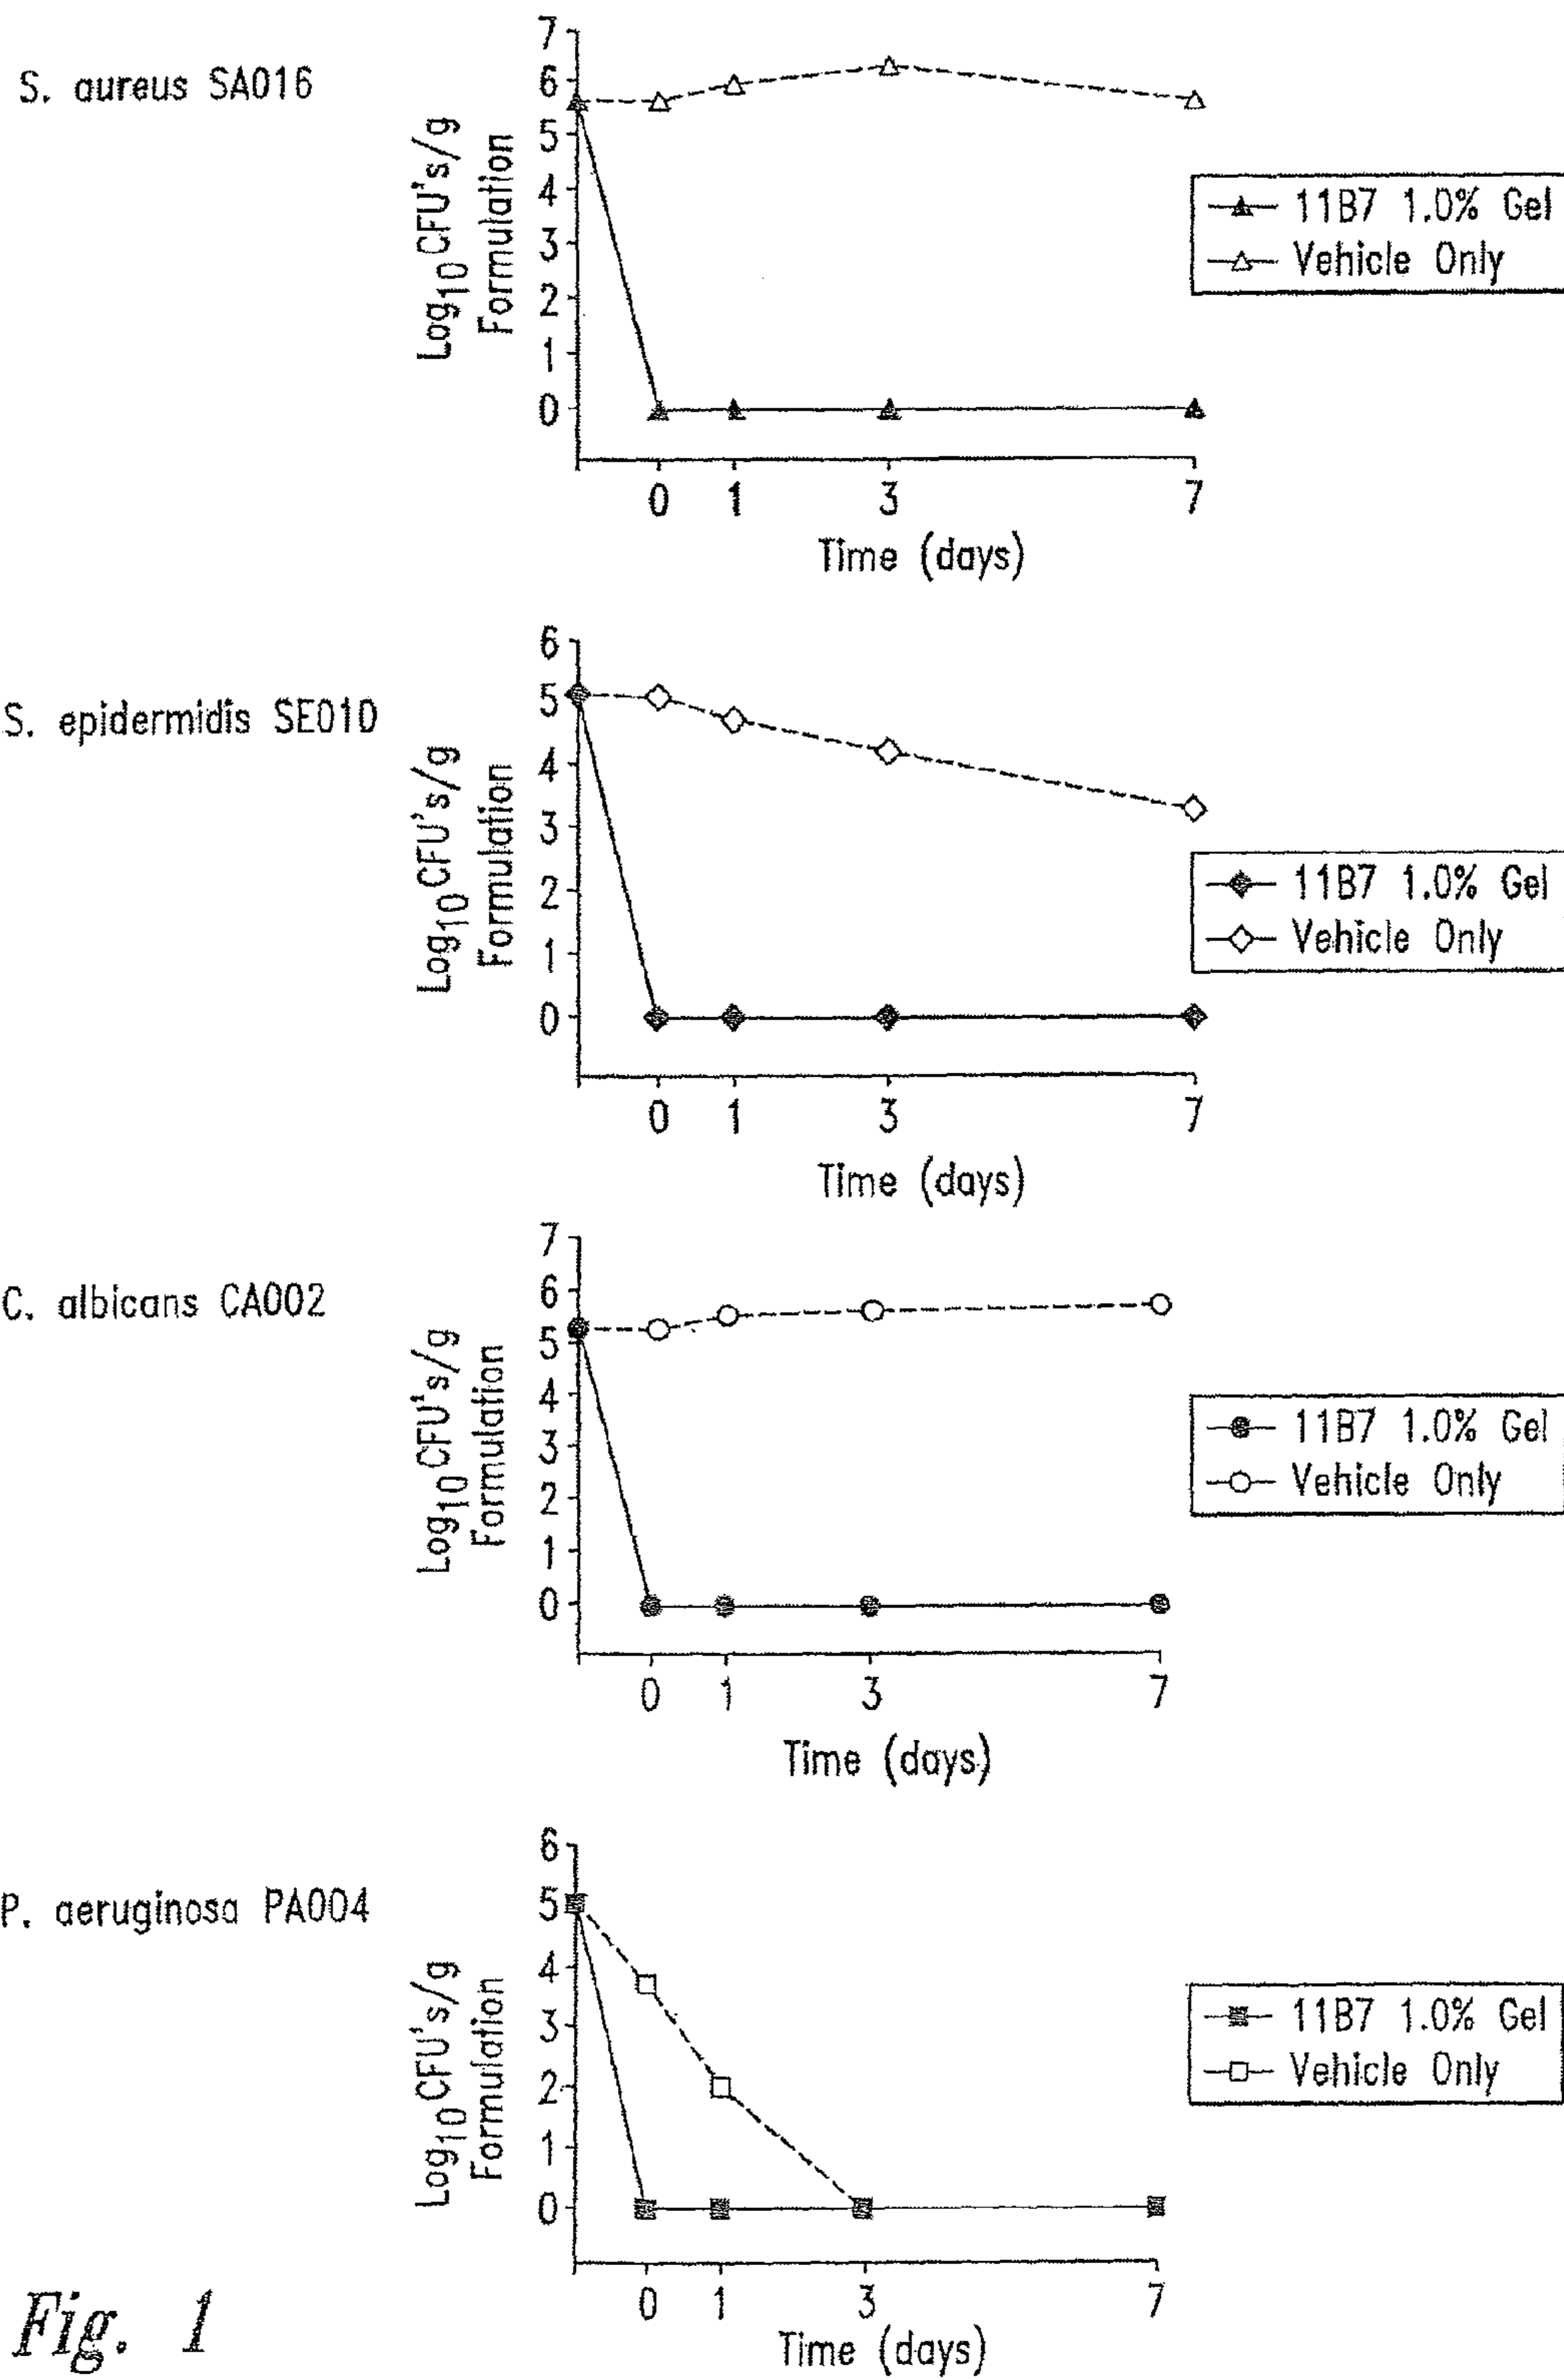 S. aureus SA016
Log10CFU's/g
Formulation
7
6
5
4
3
2
1
0
0 1 3 7
Time (days)
11B7 1.0% Gel
Vehicle Only
S. epidermidis SE010
Log10CFU's/g
Formulation
6
5
4
3
2
1
0
0 1 3 7
Time (days)
11B7 1.0% Gel
Vehicle Only
C. albicans CA002
Log10CFU's/g
Formulation
7
6
5
4
3
2
1
0
0 1 3 7
Time (days)
11B7 1.0% Gel
Vehicle Only
P. aeruginosa PA004
Log10CFU's/g
Formulation
6
5
4
3
2
1
0
0 1 3 7
Time (days)
11B7 1.0% Gel
Vehicle Only
Fig. 1